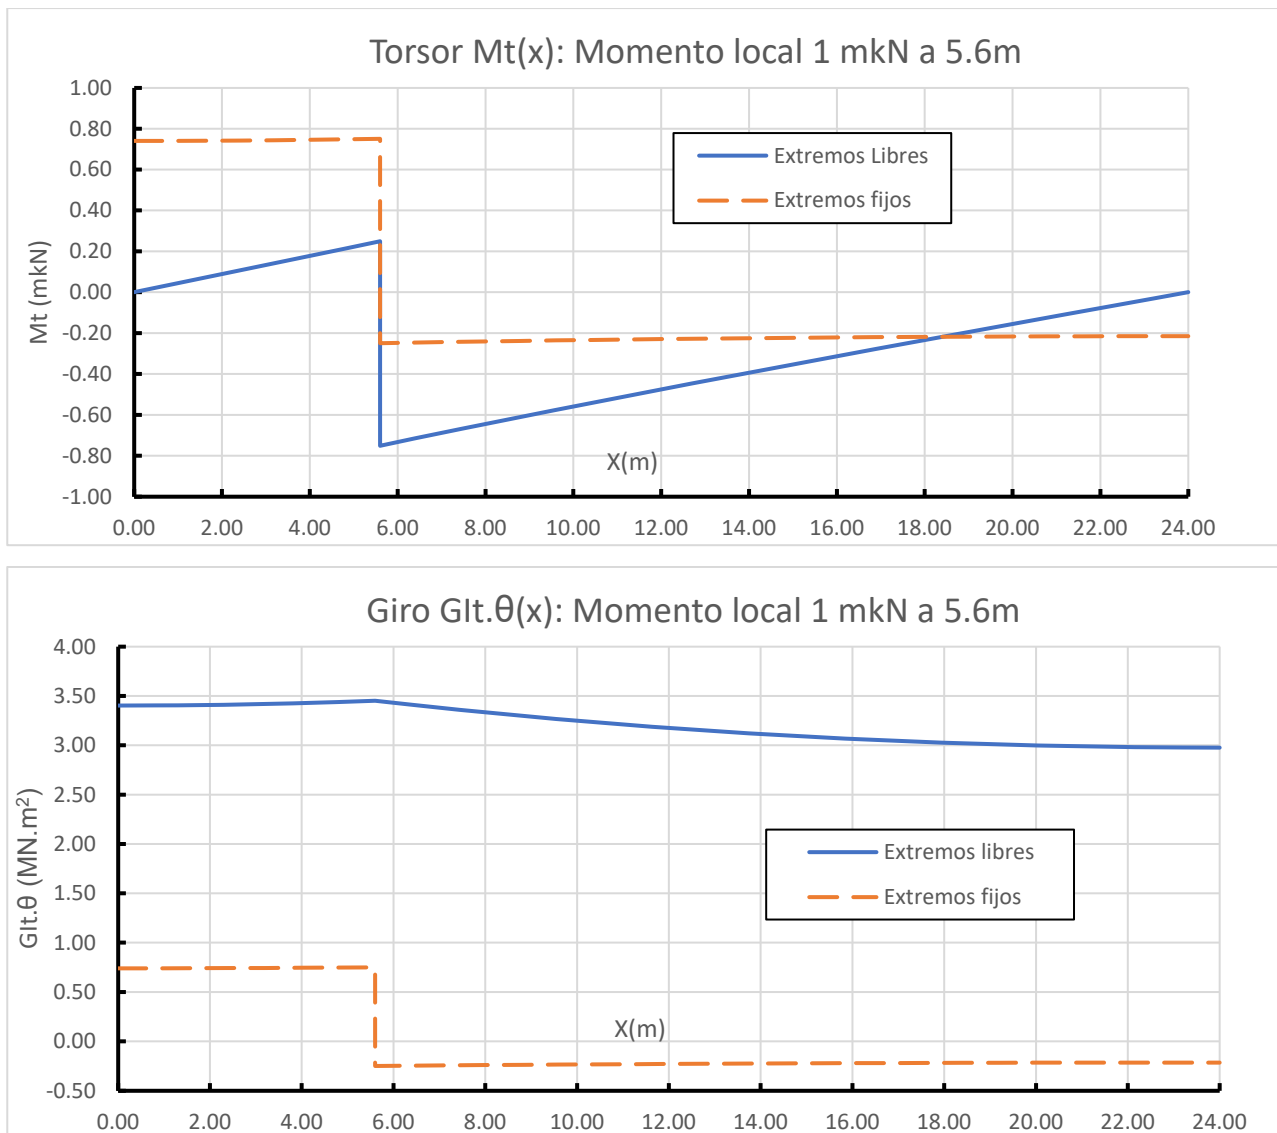 Torsor Mt(x): Momento local 1 mkN a 5.6m
1.00
0.80
0.60
0.40
0.20
0.00
-0.20
-0.40
-0.60
-0.80
-1.00
Mt (mkN)
Extremos Libres
Extremos fijos
X(m)
0.00 2.00 4.00 6.00 8.00 10.00 12.00 14.00 16.00 18.00 20.00 22.00 24.00
Giro GIt.θ(x): Momento local 1 mkN a 5.6m
4.00
3.50
3.00
2.50
2.00
1.50
1.00
0.50
0.00
-0.50
GIt.θ (MN.m²)
Extremos libres
Extremos fijos
X(m)
0.00 2.00 4.00 6.00 8.00 10.00 12.00 14.00 16.00 18.00 20.00 22.00 24.00